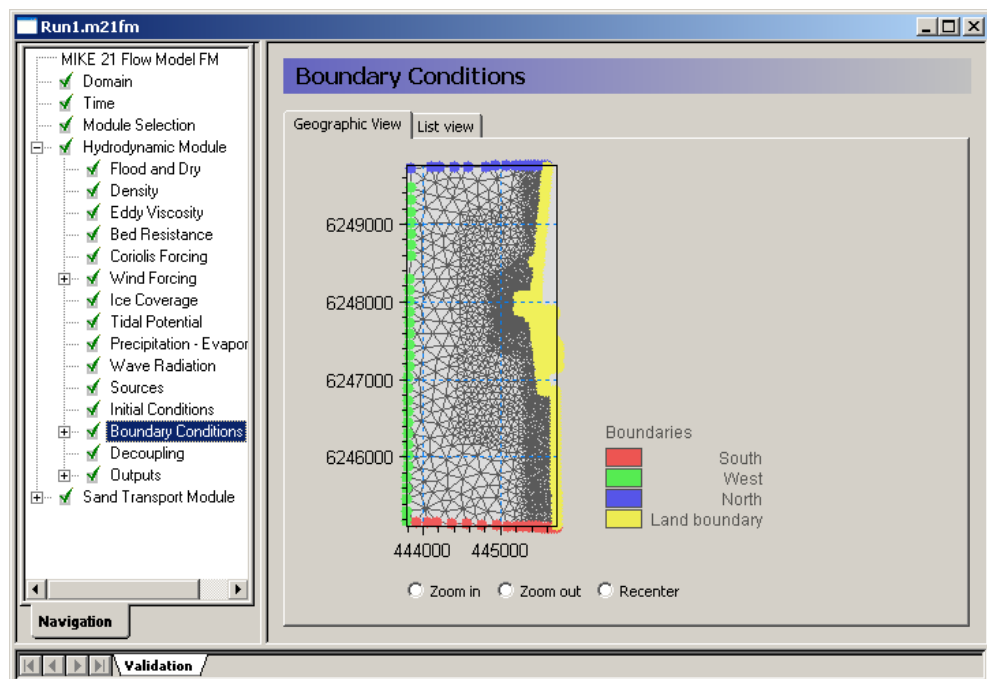 Run1.m21fm
MIKE 21 Flow Model FM
Domain
Time
Module Selection
Hydrodynamic Module
Flood and Dry
Density
Eddy Viscosity
Bed Resistance
Coriolis Forcing
Wind Forcing
Ice Coverage
Tidal Potential
Precipitation - Evapor
Wave Radiation
Sources
Initial Conditions
Boundary Conditions
Decoupling
Outputs
Sand Transport Module
Navigation
Boundary Conditions
Geographic View
List view
6249000
6248000
6247000
6246000
444000 445000
Boundaries
South
West
North
Land boundary
Zoom in Zoom out Recenter
Validation